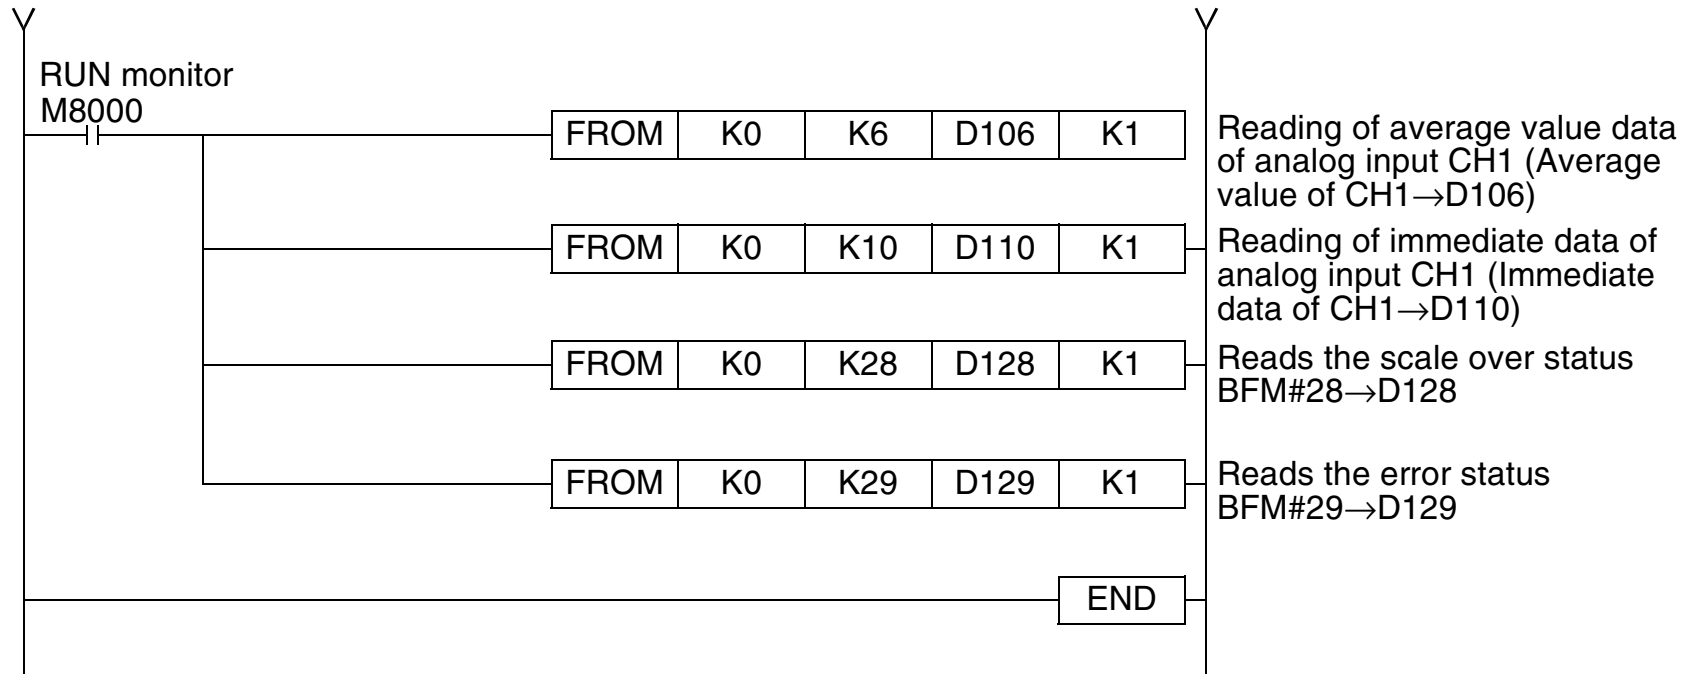 RUN monitor
M8000
FROM K0 K6 D106 K1
Reading of average value data
of analog input CH1 (Average
value of CH1→D106)
FROM K0 K10 D110 K1
Reading of immediate data of
analog input CH1 (Immediate
data of CH1→D110)
FROM K0 K28 D128 K1
Reads the scale over status
BFM#28→D128
FROM K0 K29 D129 K1
Reads the error status
BFM#29→D129
END